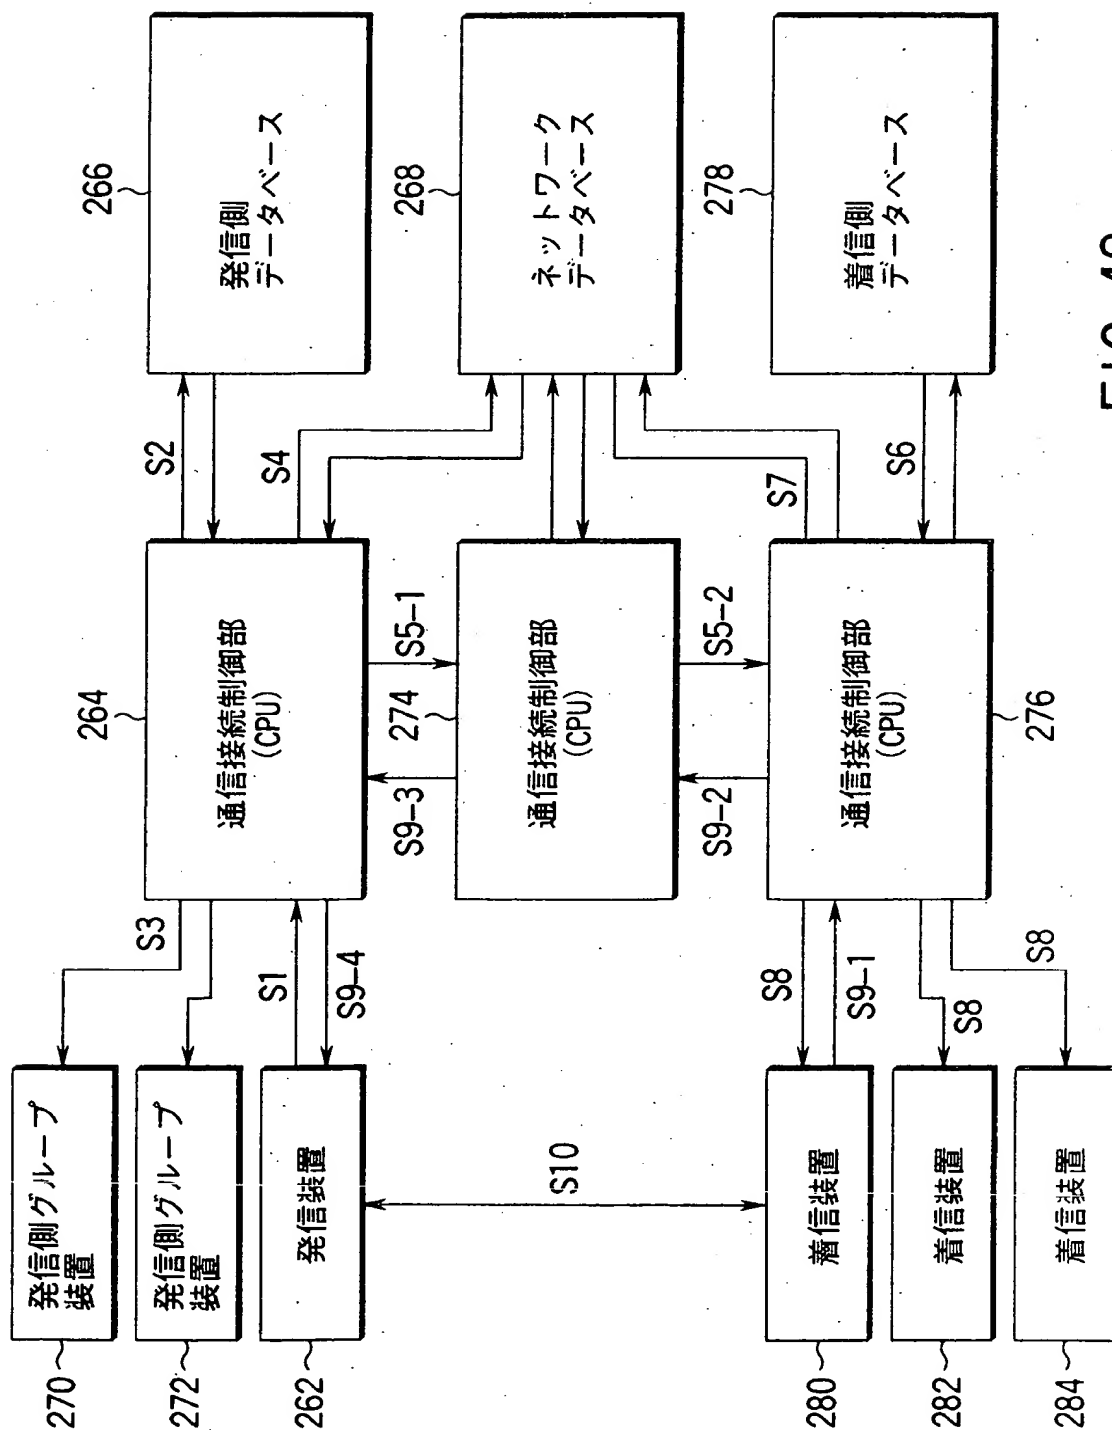 266
発信側
データベース
268
ネットワーク
データベース
278
着信側
データベース
S2
S4
S7
S6
264
通信接続制御部
(CPU)
S5-1
S9-3
274
通信接続制御部
(CPU)
S5-2
S9-2
通信接続制御部
(CPU)
276
S3
S1
S9-4
S8
S9-1
S8
S8
発信側グループ
装置
270
発信側グループ
装置
272
発信装置
262
S10
着信装置
280
着信装置
282
着信装置
284